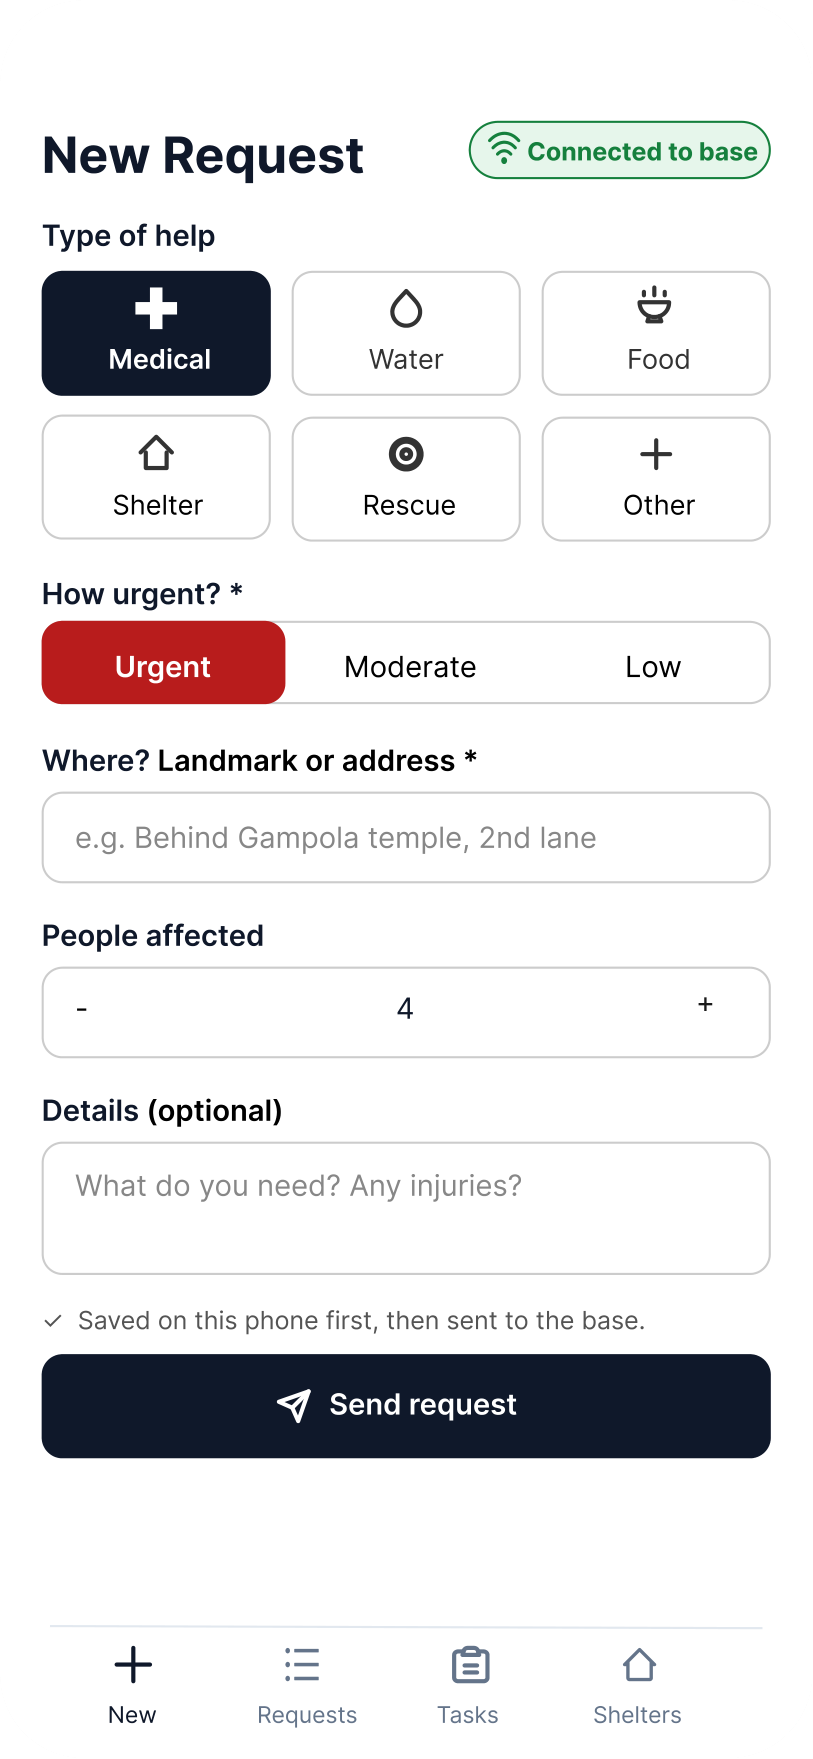 New Request
Connected to base
Type of help
Medical
Water
Food
Shelter
Rescue
Other
How urgent? *
Urgent
Moderate
Low
Where? Landmark or address *
e.g. Behind Gampola temple, 2nd lane
People affected
- 4 +
Details (optional)
What do you need? Any injuries?
✓ Saved on this phone first, then sent to the base.
Send request
New
Requests
Tasks
Shelters